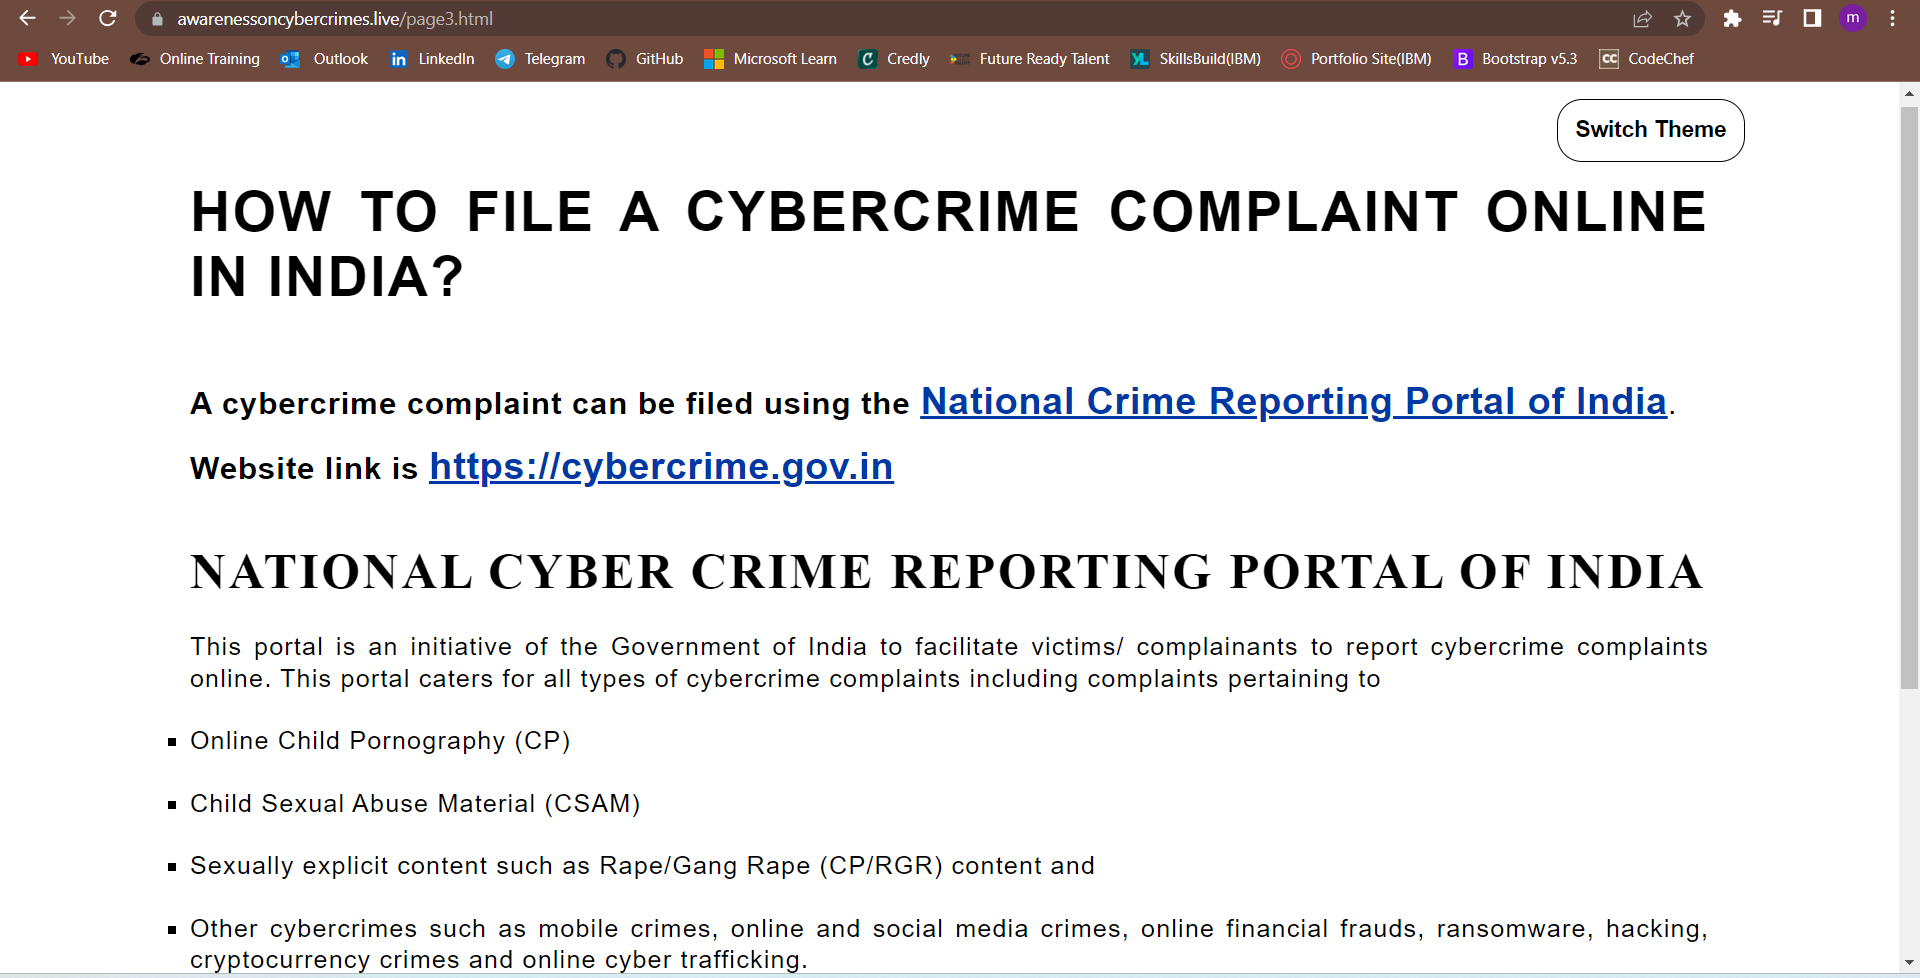 awarenessoncybercrimes.live/page3.html
m
YouTube Online Training Outlook LinkedIn Telegram GitHub Microsoft Learn Credly Future Ready Talent SkillsBuild(IBM) Portfolio Site(IBM) B Bootstrap v5.3 CC CodeChef
Switch Theme
HOW TO FILE A CYBERCRIME COMPLAINT ONLINE
IN INDIA?
A cybercrime complaint can be filed using the National Crime Reporting Portal of India.
Website link is https://cybercrime.gov.in
NATIONAL CYBER CRIME REPORTING PORTAL OF INDIA
This portal is an initiative of the Government of India to facilitate victims/ complainants to report cybercrime complaints
online. This portal caters for all types of cybercrime complaints including complaints pertaining to
▪ Online Child Pornography (CP)
▪ Child Sexual Abuse Material (CSAM)
▪ Sexually explicit content such as Rape/Gang Rape (CP/RGR) content and
▪ Other cybercrimes such as mobile crimes, online and social media crimes, online financial frauds, ransomware, hacking,
cryptocurrency crimes and online cyber trafficking.